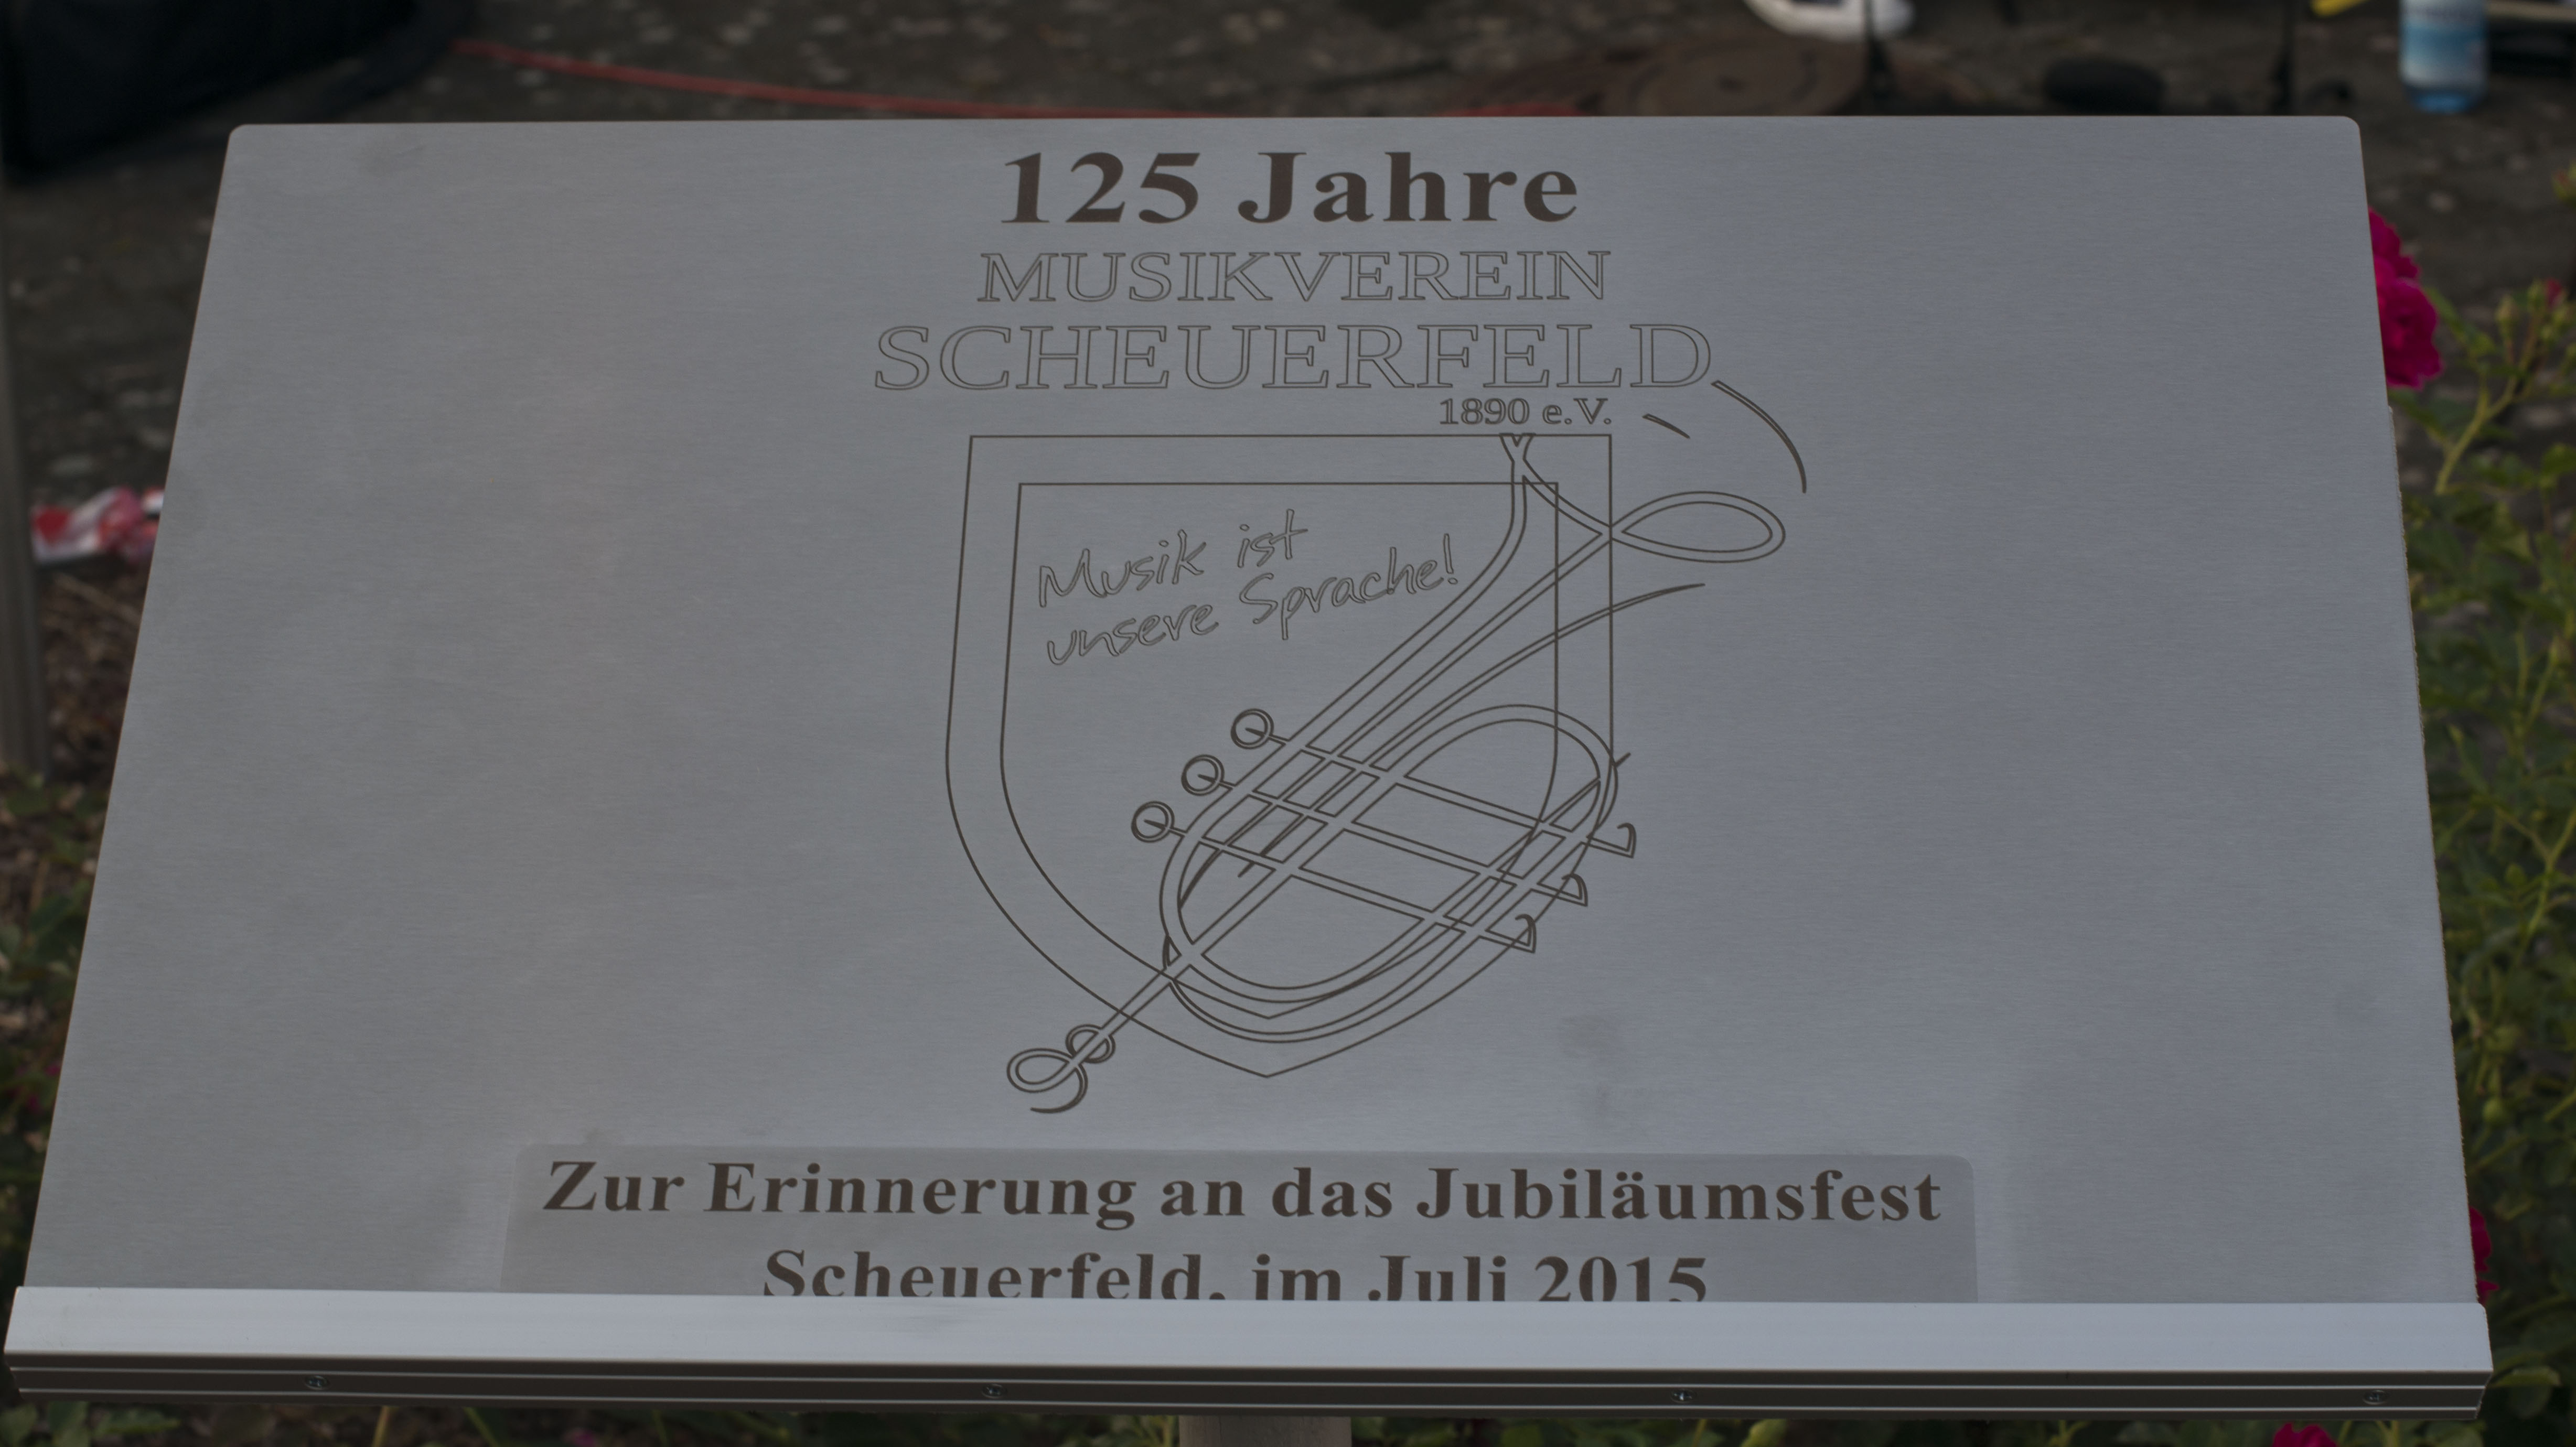 125 Jahre
MUSIKVEREIN
SCHEUERFELD
1890 e.V.
Musik ist
unsere Sprache!
Zur Erinnerung an das Jubiläumsfest
Scheuerfeld, im Juli 2015